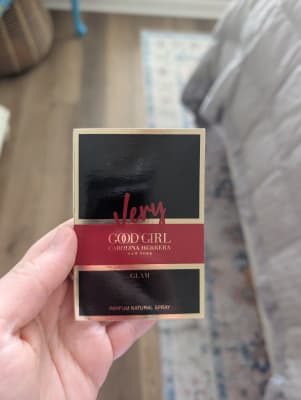 Very
GOOD GIRL
CAROLINA HERRERA
NEW YORK
GLAM
PARFUM NATURAL SPRAY